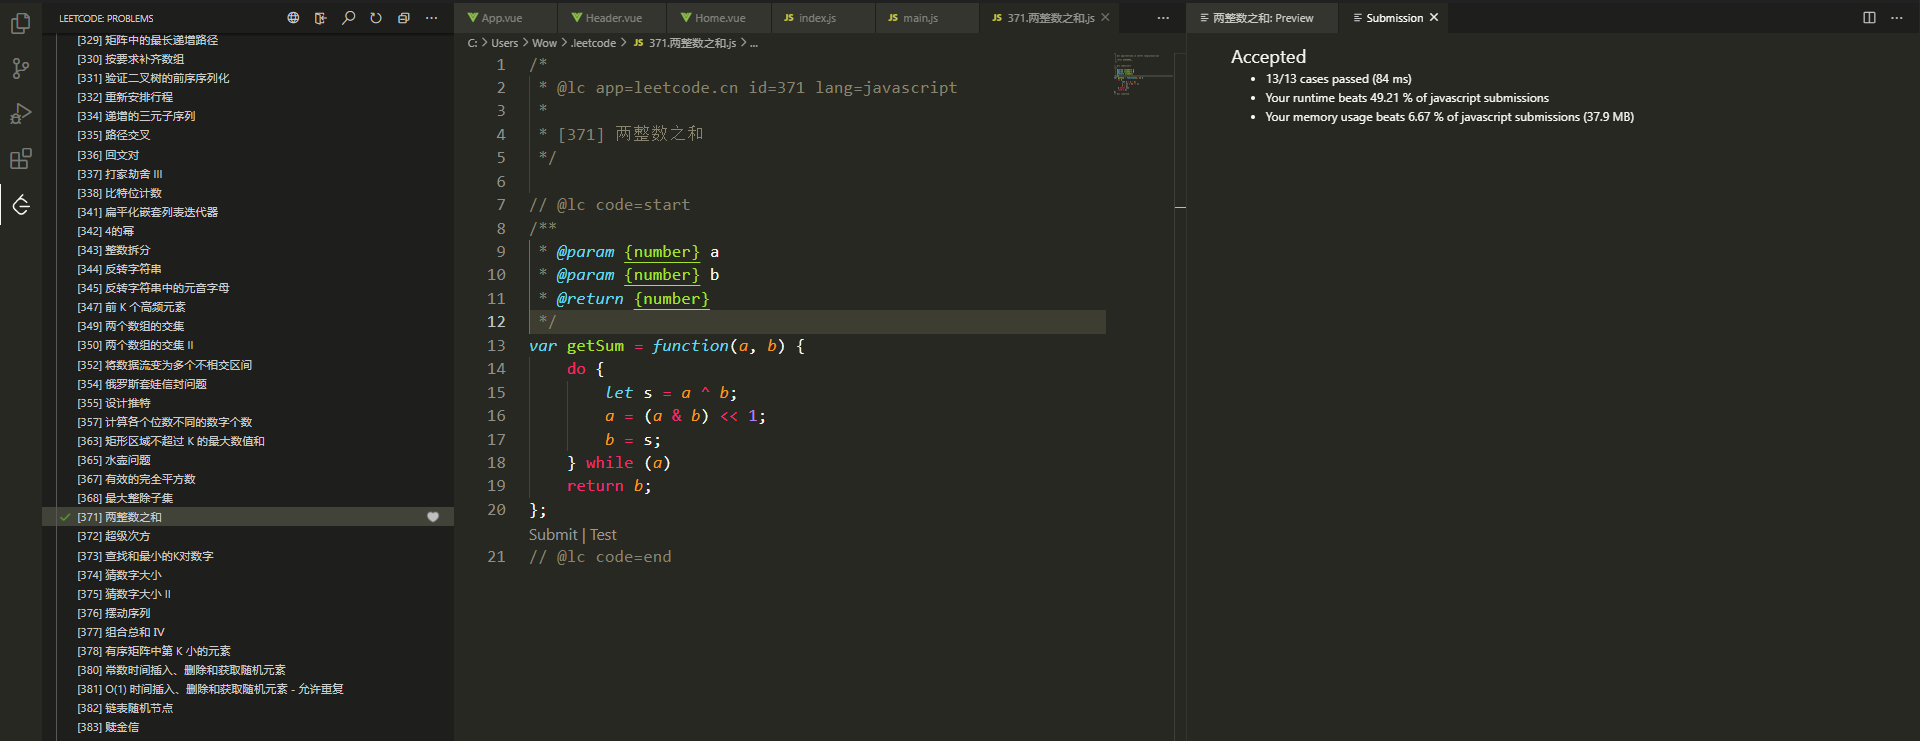 LEETCODE: PROBLEMS
[329] 矩阵中的最长递增路径
[330] 按要求补齐数组
[331] 验证二叉树的前序序列化
[332] 重新安排行程
[334] 递增的三元子序列
[335] 路径交叉
[336] 回文对
[337] 打家劫舍 III
[338] 比特位计数
[341] 扁平化嵌套列表迭代器
[342] 4的幂
[343] 整数拆分
[344] 反转字符串
[345] 反转字符串中的元音字母
[347] 前 K 个高频元素
[349] 两个数组的交集
[350] 两个数组的交集 II
[352] 将数据流变为多个不相交区间
[354] 俄罗斯套娃信封问题
[355] 设计推特
[357] 计算各个位数不同的数字个数
[363] 矩形区域不超过 K 的最大数值和
[365] 水壶问题
[367] 有效的完全平方数
[368] 最大整除子集
[371] 两整数之和
[372] 超级次方
[373] 查找和最小的K对数字
[374] 猜数字大小
[375] 猜数字大小 II
[376] 摆动序列
[377] 组合总和 IV
[378] 有序矩阵中第 K 小的元素
[380] 常数时间插入、删除和获取随机元素
[381] O(1) 时间插入、删除和获取随机元素 - 允许重复
[382] 链表随机节点
[383] 赎金信
App.vue Header.vue Home.vue JS index.js JS main.js JS 371.两整数之和.js
C: > Users > Wow > .leetcode > JS 371.两整数之和.js > ...
1 /*
2 * @lc app=leetcode.cn id=371 lang=javascript
3 *
4 * [371] 两整数之和
5 */
6
7 // @lc code=start
8 /**
9 * @param {number} a
10 * @param {number} b
11 * @return {number}
12 */
13 var getSum = function(a, b) {
14 do {
15 let s = a ^ b;
16 a = (a & b) << 1;
17 b = s;
18 } while (a)
19 return b;
20 };
Submit | Test
21 // @lc code=end
两整数之和: Preview Submission
Accepted
• 13/13 cases passed (84 ms)
• Your runtime beats 49.21 % of javascript submissions
• Your memory usage beats 6.67 % of javascript submissions (37.9 MB)